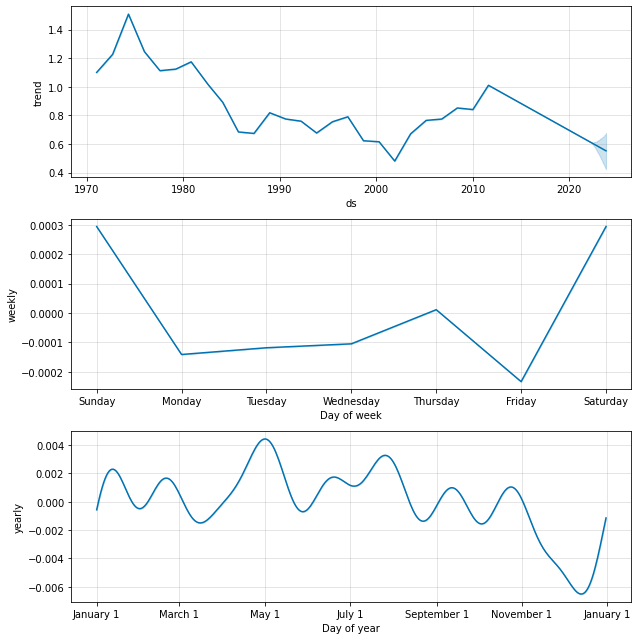 1.4
1.2
1.0
0.8
0.6
0.4
trend
1970 1980 1990 2000 2010 2020
ds
0.0003
0.0002
0.0001
0.0000
−0.0001
−0.0002
weekly
Sunday Monday Tuesday Wednesday Thursday Friday Saturday
Day of week
0.004
0.002
0.000
−0.002
−0.004
−0.006
yearly
January 1 March 1 May 1 July 1 September 1 November 1 January 1
Day of year